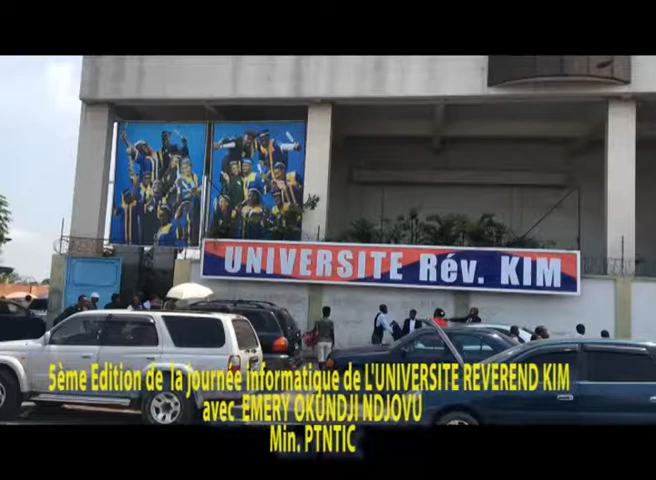 UNIVERSITE Rév. KIM
5ème Edition de la journée informatique de L'UNIVERSITE REVEREND KIM
avec EMERY OKUNDJI NDJOVU
Min. PTNTIC